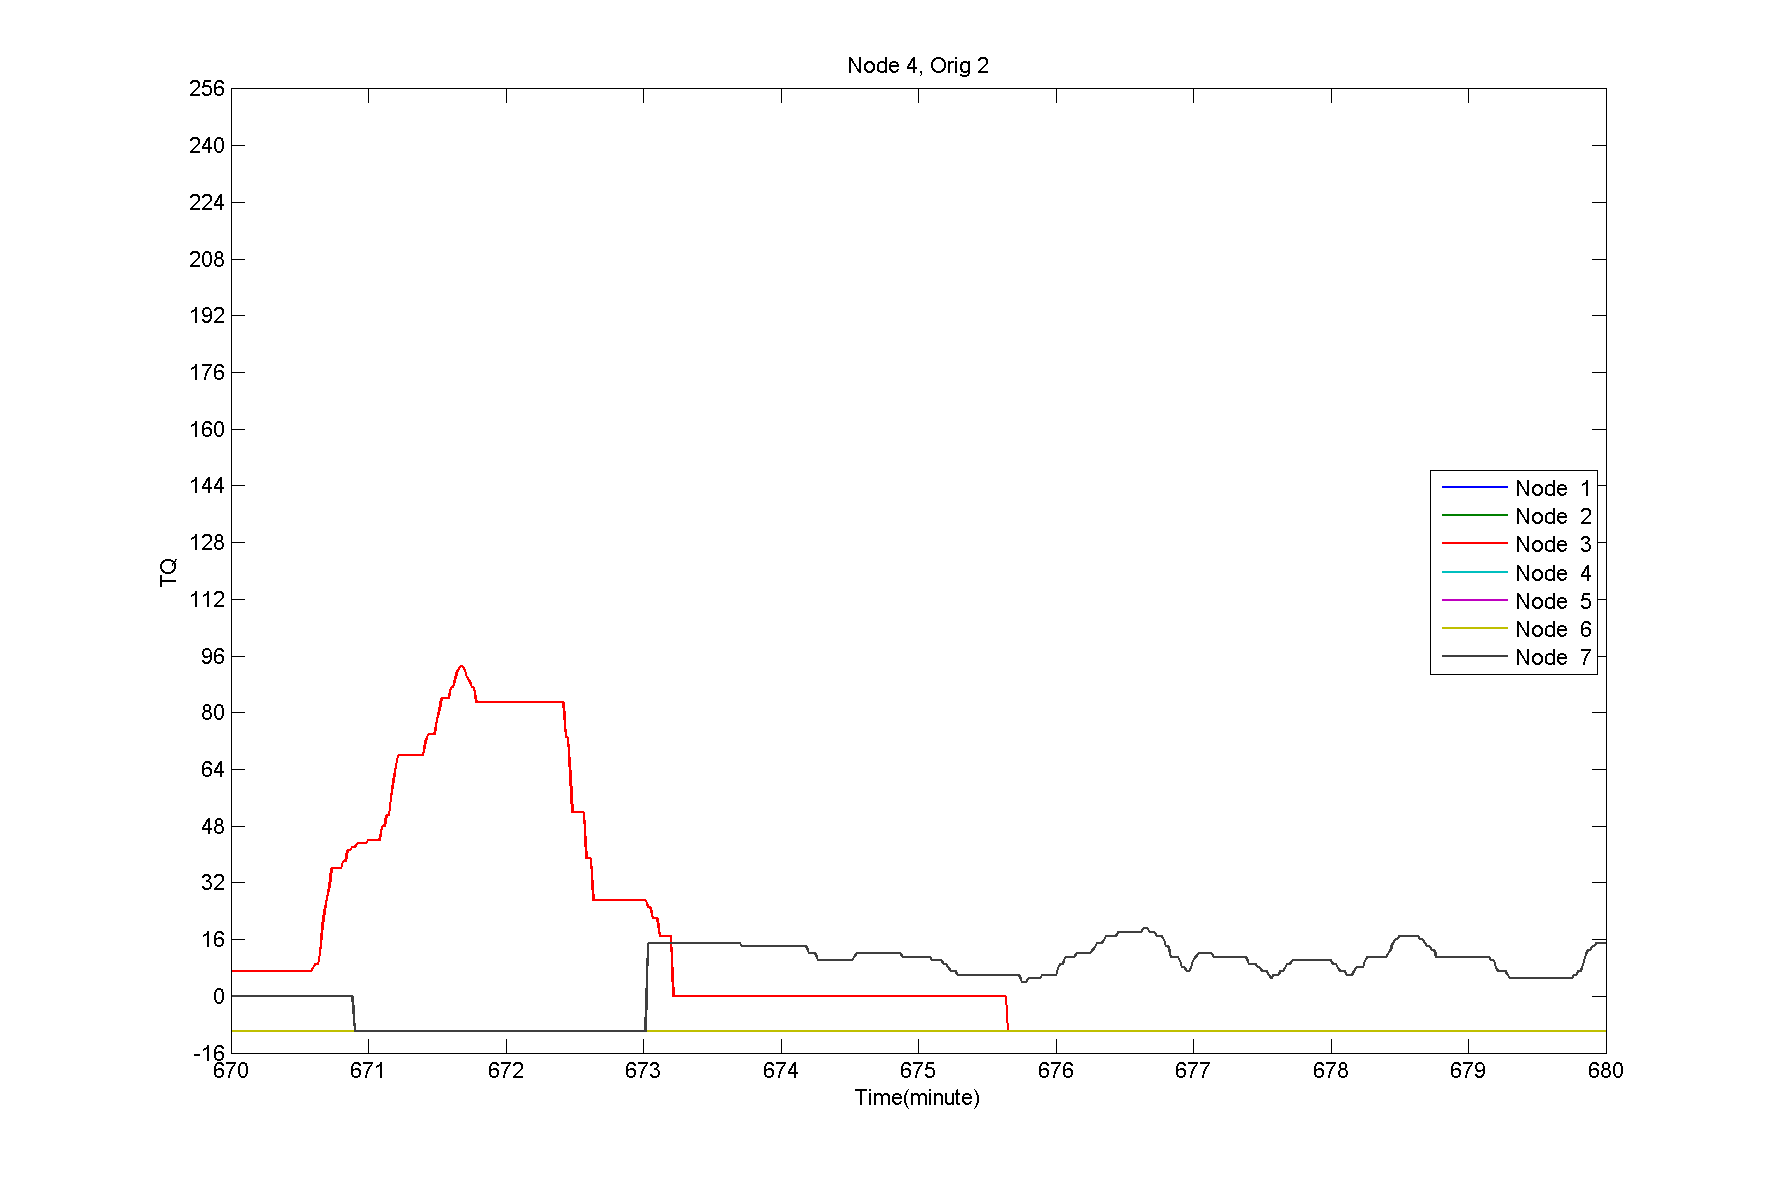 Node 4, Orig 2
256
240
224
208
192
176
160
144
128
112
96
80
64
48
32
16
0
-16
TQ
Node 1
Node 2
Node 3
Node 4
Node 5
Node 6
Node 7
670 671 672 673 674 675 676 677 678 679 680
Time(minute)